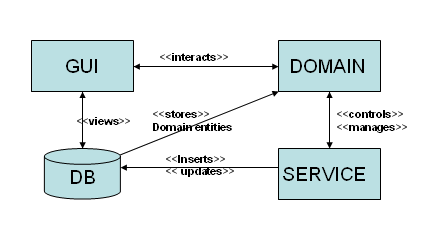 <<interacts>>
GUI
DOMAIN
<<stores>>
<<controls>>
<<views>>
Domain entities
<<manages>>
<<Inserts>>
<< updates>>
DB
SERVICE